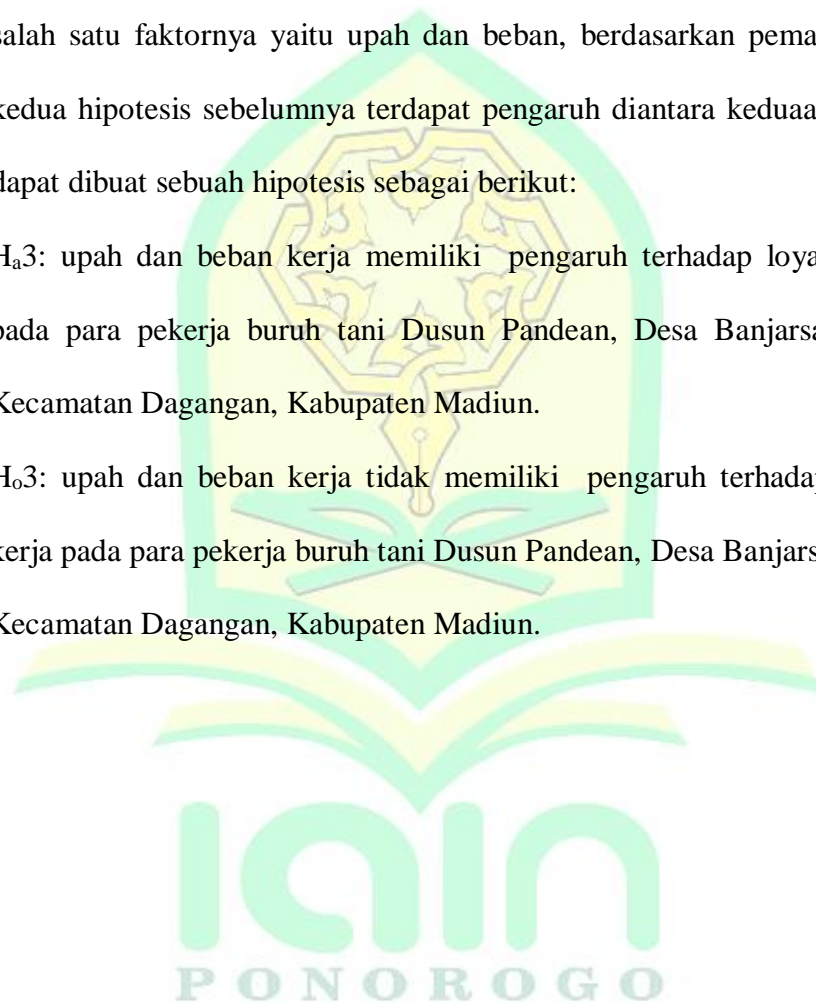 salah satu faktornya yaitu upah dan beban, berdasarkan pema
kedua hipotesis sebelumnya terdapat pengaruh diantara keduaa
dapat dibuat sebuah hipotesis sebagai berikut:
Hₐ3: upah dan beban kerja memiliki pengaruh terhadap loya
pada para pekerja buruh tani Dusun Pandean, Desa Banjarsa
Kecamatan Dagangan, Kabupaten Madiun.
Hₒ3: upah dan beban kerja tidak memiliki pengaruh terhadap
kerja pada para pekerja buruh tani Dusun Pandean, Desa Banjars
Kecamatan Dagangan, Kabupaten Madiun.
iain
PONOROGO